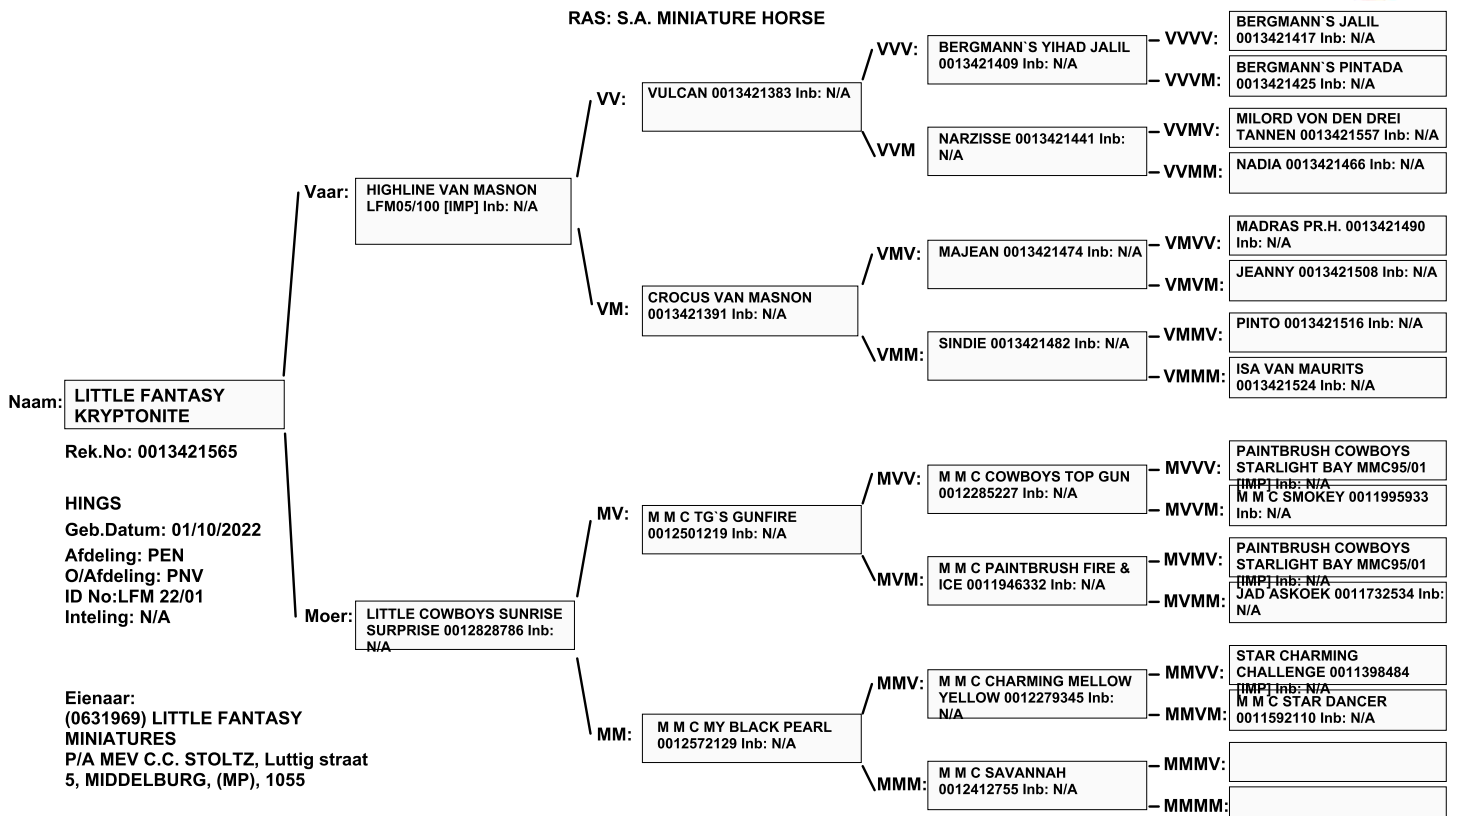 RAS: S.A. MINIATURE HORSE
Naam:
LITTLE FANTASY
KRYPTONITE
Rek.No: 0013421565
HINGS
Geb.Datum: 01/10/2022
Afdeling: PEN
O/Afdeling: PNV
ID No:LFM 22/01
Inteling: N/A
Eienaar:
(0631969) LITTLE FANTASY
MINIATURES
P/A MEV C.C. STOLTZ, Luttig straat
5, MIDDELBURG, (MP), 1055
Vaar:
HIGHLINE VAN MASNON
LFM05/100 [IMP] Inb: N/A
Moer:
LITTLE COWBOYS SUNRISE
SURPRISE 0012828786 Inb:
N/A
VV:
VULCAN 0013421383 Inb: N/A
VM:
CROCUS VAN MASNON
0013421391 Inb: N/A
MV:
M M C TG`S GUNFIRE
0012501219 Inb: N/A
MM:
M M C MY BLACK PEARL
0012572129 Inb: N/A
VVV:
BERGMANN`S YIHAD JALIL
0013421409 Inb: N/A
VVM
NARZISSE 0013421441 Inb:
N/A
VMV:
MAJEAN 0013421474 Inb: N/A
VMM:
SINDIE 0013421482 Inb: N/A
MVV:
M M C COWBOYS TOP GUN
0012285227 Inb: N/A
MVM:
M M C PAINTBRUSH FIRE &
ICE 0011946332 Inb: N/A
MMV:
M M C CHARMING MELLOW
YELLOW 0012279345 Inb:
N/A
MMM:
M M C SAVANNAH
0012412755 Inb: N/A
VVVV:
BERGMANN`S JALIL
0013421417 Inb: N/A
VVVM:
BERGMANN`S PINTADA
0013421425 Inb: N/A
VVMV:
MILORD VON DEN DREI
TANNEN 0013421557 Inb: N/A
VVMM:
NADIA 0013421466 Inb: N/A
VMVV:
MADRAS PR.H. 0013421490
Inb: N/A
VMVM:
JEANNY 0013421508 Inb: N/A
VMMV:
PINTO 0013421516 Inb: N/A
VMMM:
ISA VAN MAURITS
0013421524 Inb: N/A
MVVV:
PAINTBRUSH COWBOYS
STARLIGHT BAY MMC95/01
[IMP] Inb: N/A
MVVM:
M M C SMOKEY 0011995933
Inb: N/A
MVMV:
PAINTBRUSH COWBOYS
STARLIGHT BAY MMC95/01
[IMP] Inb: N/A
MVMM:
JAD ASKOEK 0011732534 Inb:
N/A
MMVV:
STAR CHARMING
CHALLENGE 0011398484
[IMP] Inb: N/A
MMVM:
M M C STAR DANCER
0011592110 Inb: N/A
MMMV:
MMMM: